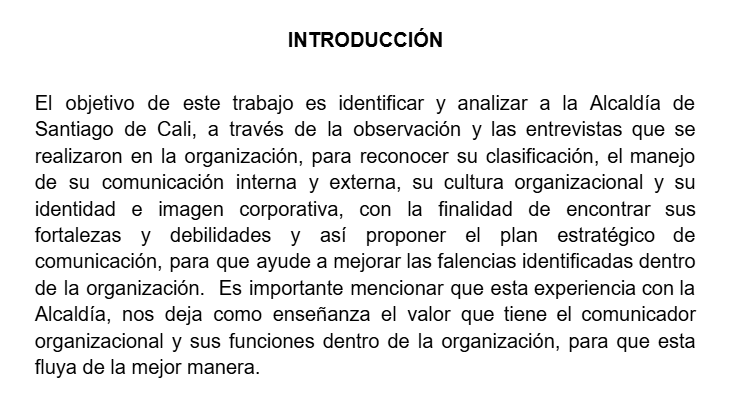 INTRODUCCIÓN
El objetivo de este trabajo es identificar y analizar a la Alcaldía de
Santiago de Cali, a través de la observación y las entrevistas que se
realizaron en la organización, para reconocer su clasificación, el manejo
de su comunicación interna y externa, su cultura organizacional y su
identidad e imagen corporativa, con la finalidad de encontrar sus
fortalezas y debilidades y así proponer el plan estratégico de
comunicación, para que ayude a mejorar las falencias identificadas dentro
de la organización.  Es importante mencionar que esta experiencia con la
Alcaldía, nos deja como enseñanza el valor que tiene el comunicador
organizacional y sus funciones dentro de la organización, para que esta
fluya de la mejor manera.